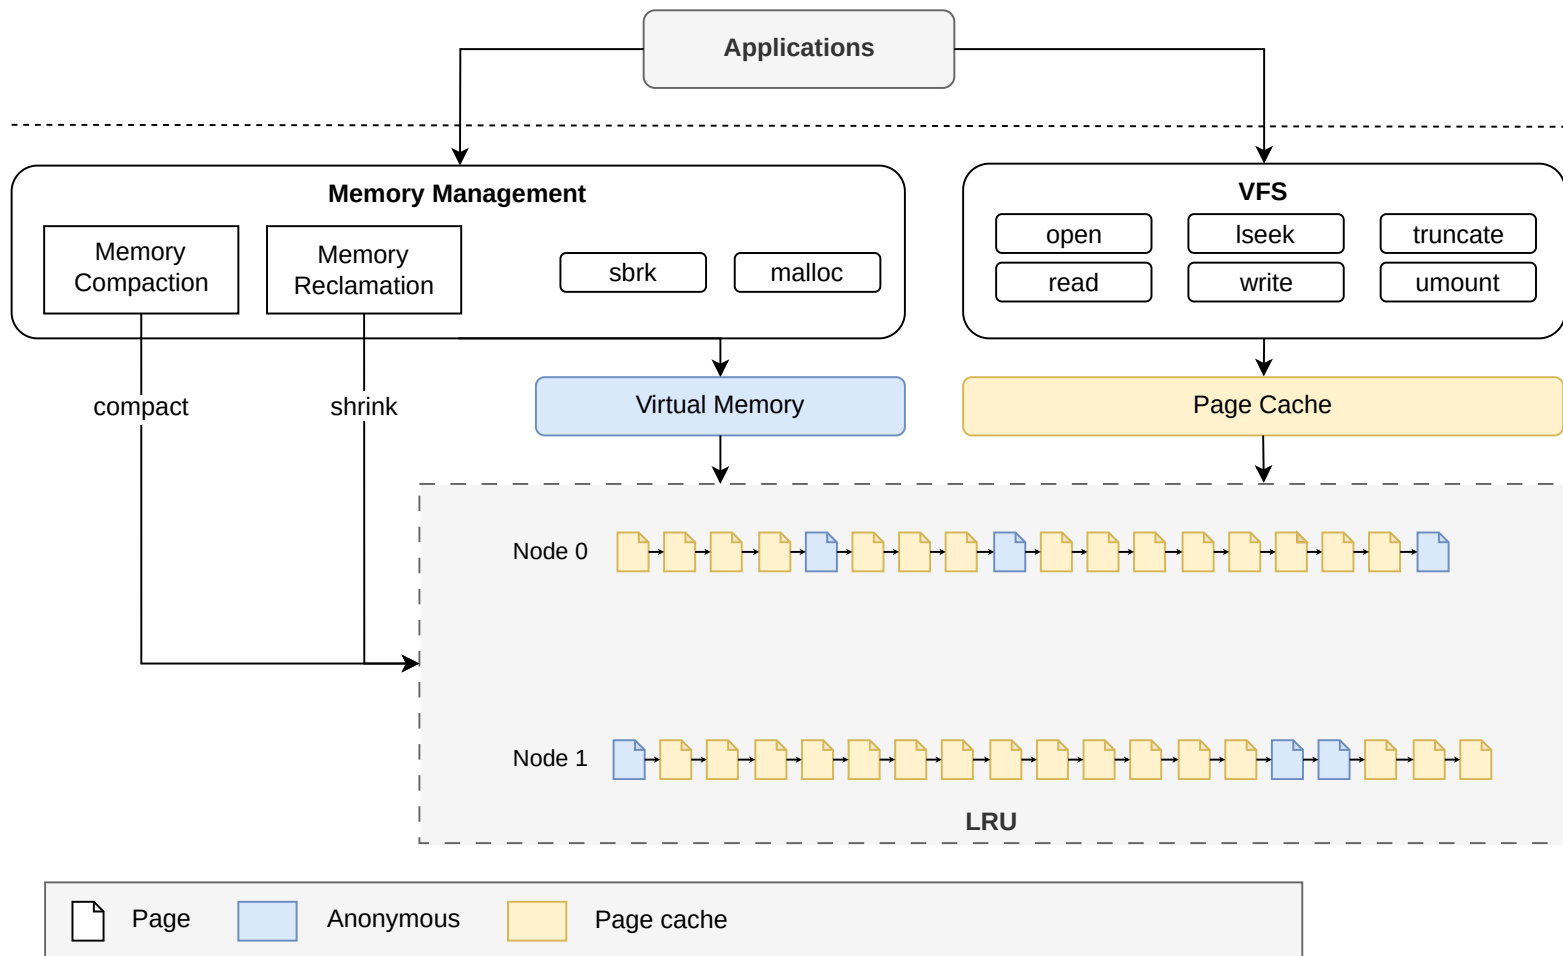 Applications
Memory Management
Memory
Compaction
Memory
Reclamation
sbrk
malloc
VFS
open
lseek
truncate
read
write
umount
compact
shrink
Virtual Memory
Page Cache
Node 0
Node 1
LRU
Page
Anonymous
Page cache